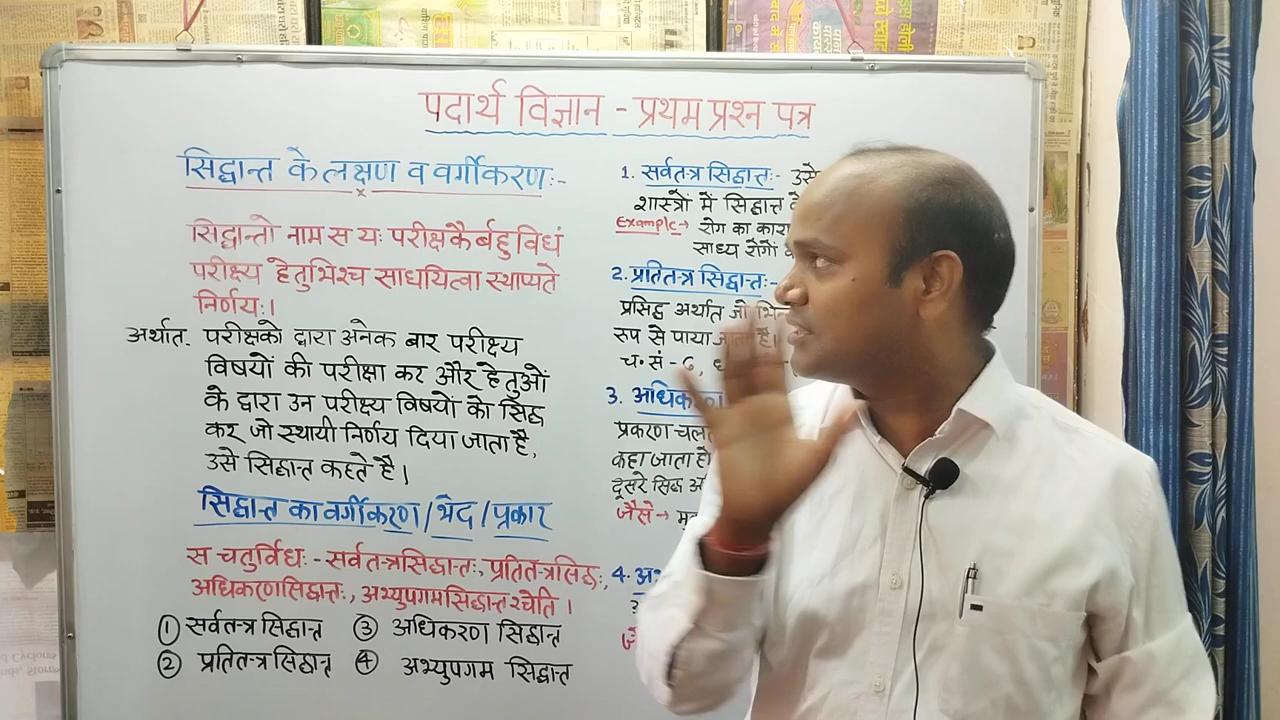 पदार्थ विज्ञान - प्रथम प्रश्न पत्र
सिद्धान्त के लक्षण व वर्गीकरण:-
सिद्धान्तो नाम स यः परीक्षकैर्बहुविधं
परीक्ष्य हेतुभिश्च साधयित्वा स्थाप्यते
निर्णयः।
अर्थात. परीक्षको द्वारा अनेक बार परीक्ष्य
विषयों की परीक्षा कर और हेतुओं
के द्वारा उन परीक्ष्य विषयों को सिद्ध
कर जो स्थायी निर्णय दिया जाता है,
उसे सिद्धान्त कहते है।
सिद्धान्त का वर्गीकरण/भेद/प्रकार
स चतुर्विधः - सर्वतन्त्रसिद्धान्तः, प्रतितन्त्रसिद्धः,
अधिकरणसिद्धान्तः, अभ्युपगमसिद्धान्तश्चेति।
① सर्वतन्त्र सिद्धान्त ③ अधिकरण सिद्धान्त
② प्रतितन्त्र सिद्धान्त ④ अभ्युपगम सिद्धान्त
1. सर्वतन्त्र सिद्धान्तः- उसे
शास्त्रों में सिद्धान्त
Example→ रोग का कारण
साध्य रोगों
2. प्रतितन्त्र सिद्धान्तः-
प्रसिद्ध अर्थात जो भिन्न
रूप से पाया जाता है।
च॰सं-
3. अधिकरण
प्रकरण चलते
कहा जाता हो
दूसरे सिद्ध
जैसे→
4.